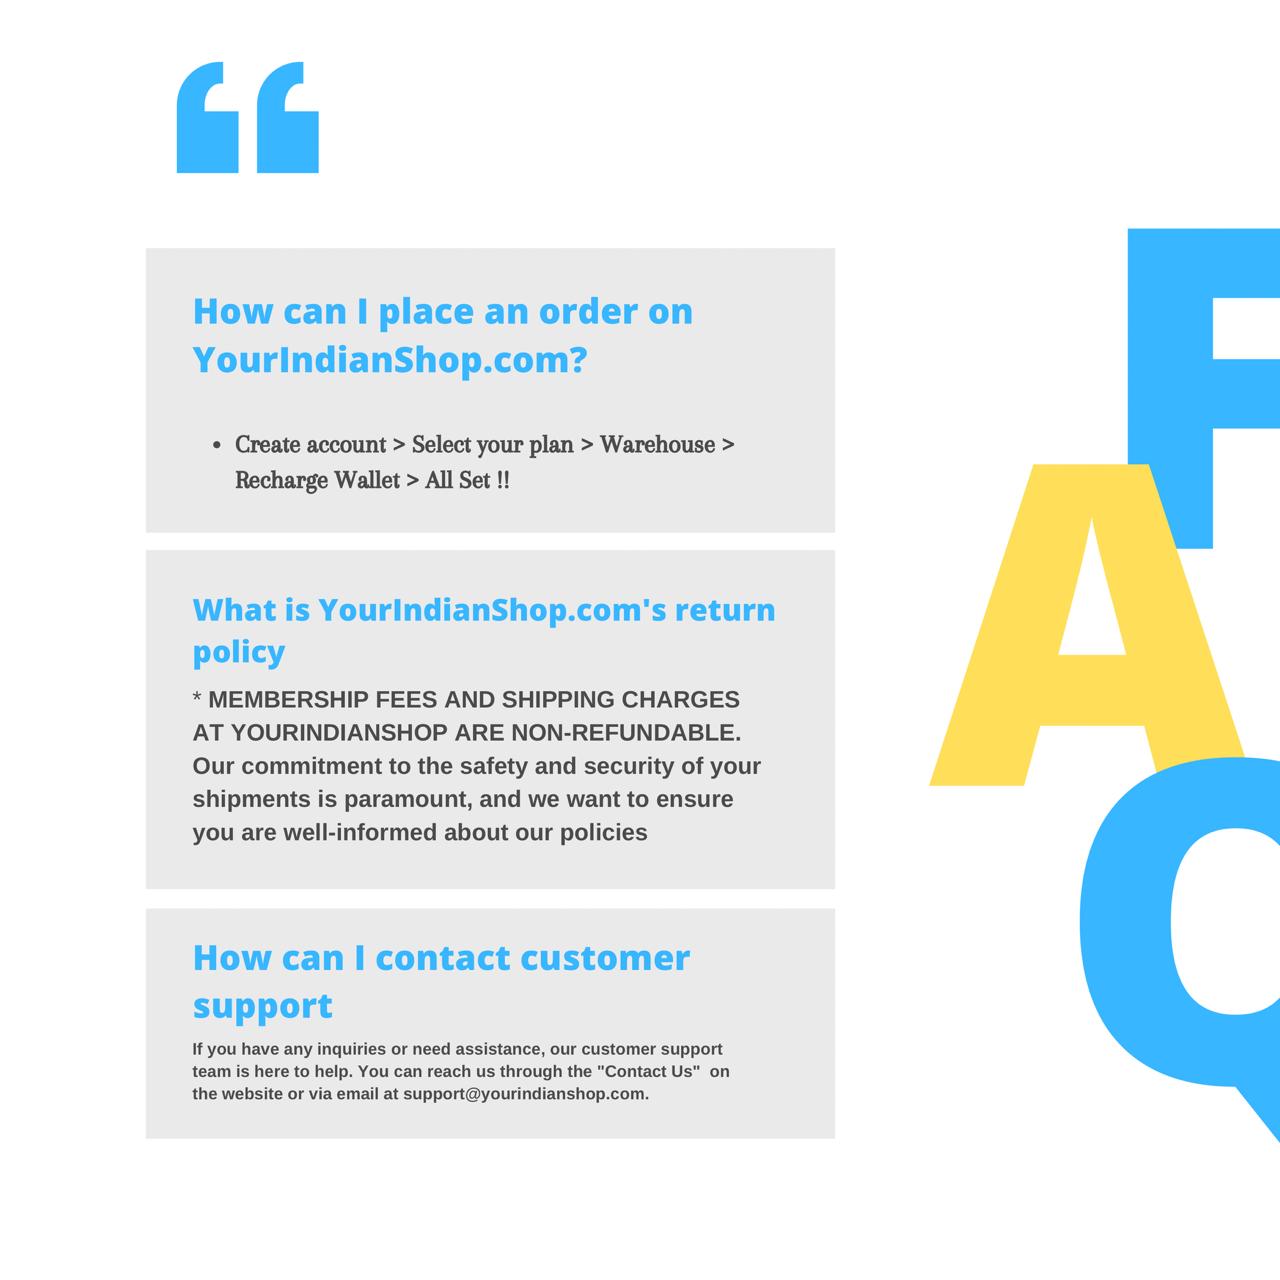 How can I place an order on
YourIndianShop.com?
• Create account > Select your plan > Warehouse >
Recharge Wallet > All Set !!
What is YourIndianShop.com's return
policy
* MEMBERSHIP FEES AND SHIPPING CHARGES
AT YOURINDIANSHOP ARE NON-REFUNDABLE.
Our commitment to the safety and security of your
shipments is paramount, and we want to ensure
you are well-informed about our policies
How can I contact customer
support
If you have any inquiries or need assistance, our customer support
team is here to help. You can reach us through the "Contact Us"  on
the website or via email at support@yourindianshop.com.
F
A
Q